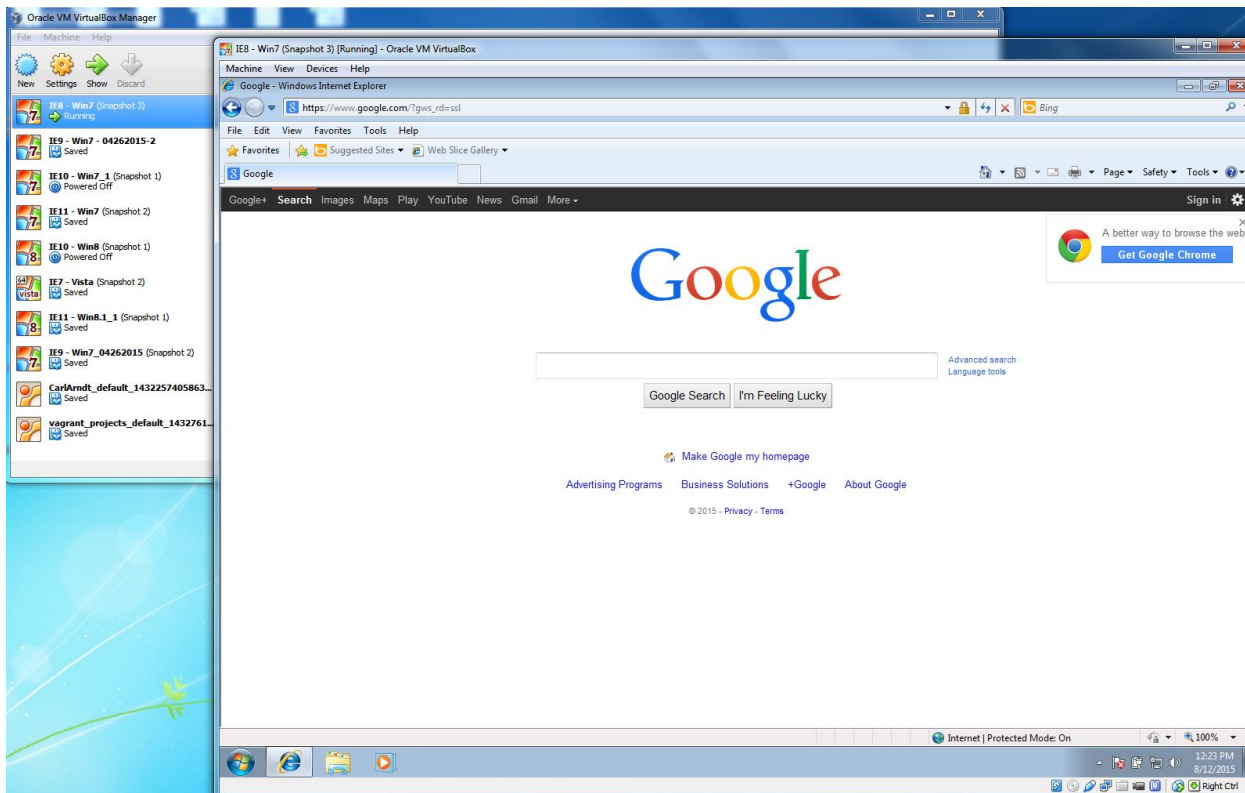 Oracle VM VirtualBox Manager
File Machine Help
New Settings Show Discard
IE8 - Win7 (Snapshot 3)
Running
IE9 - Win7 - 04262015-2
Saved
IE10 - Win7_1 (Snapshot 1)
Powered Off
IE11 - Win7 (Snapshot 2)
Saved
IE10 - Win8 (Snapshot 1)
Powered Off
IE7 - Vista (Snapshot 2)
Saved
IE11 - Win8.1_1 (Snapshot 1)
Saved
IE9 - Win7_04262015 (Snapshot 2)
Saved
CarlArndt_default_1432257405863...
Saved
vagrant_projects_default_1432761...
Saved
IE8 - Win7 (Snapshot 3) [Running] - Oracle VM VirtualBox
Machine View Devices Help
Google - Windows Internet Explorer
https://www.google.com/?gws_rd=ssl
Bing
File Edit View Favorites Tools Help
Favorites Suggested Sites Web Slice Gallery
Google
Page Safety Tools
Google+ Search Images Maps Play YouTube News Gmail More
Sign in
A better way to browse the web
Get Google Chrome
Google
Advanced search
Language tools
Google Search I'm Feeling Lucky
Make Google my homepage
Advertising Programs Business Solutions +Google About Google
© 2015 - Privacy - Terms
Internet | Protected Mode: On
100%
12:23 PM
8/12/2015
Right Ctrl